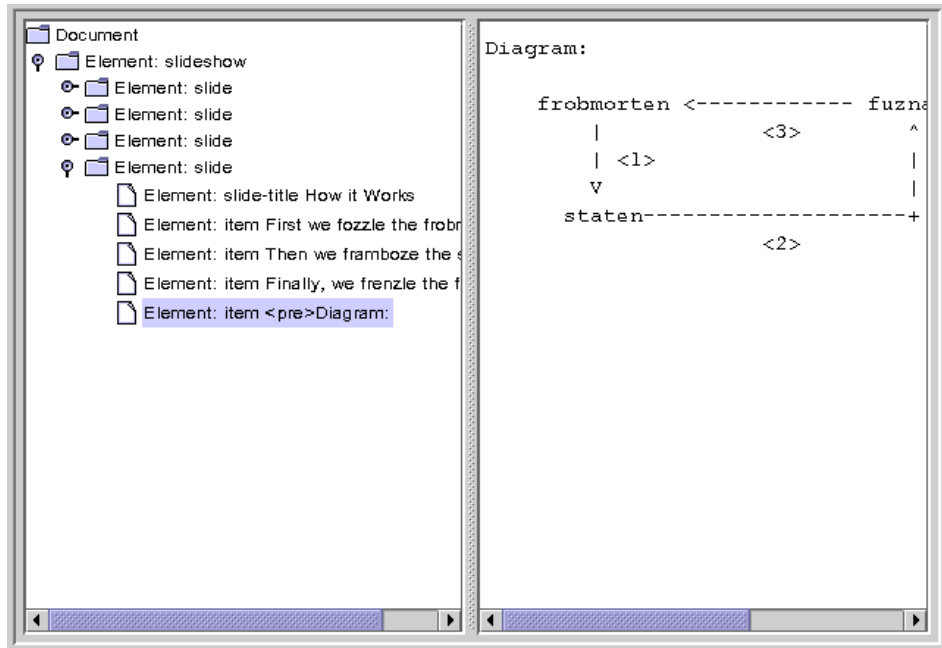 Document
Element: slideshow
Element: slide
Element: slide
Element: slide
Element: slide
Element: slide-title How it Works
Element: item First we fozzle the frobr
Element: item Then we framboze the s
Element: item Finally, we frenzle the f
Element: item <pre>Diagram:
Diagram:
frobmorten <------------ fuzna
|             <3>         ^
| <1>                     |
V                         |
staten--------------------+
<2>